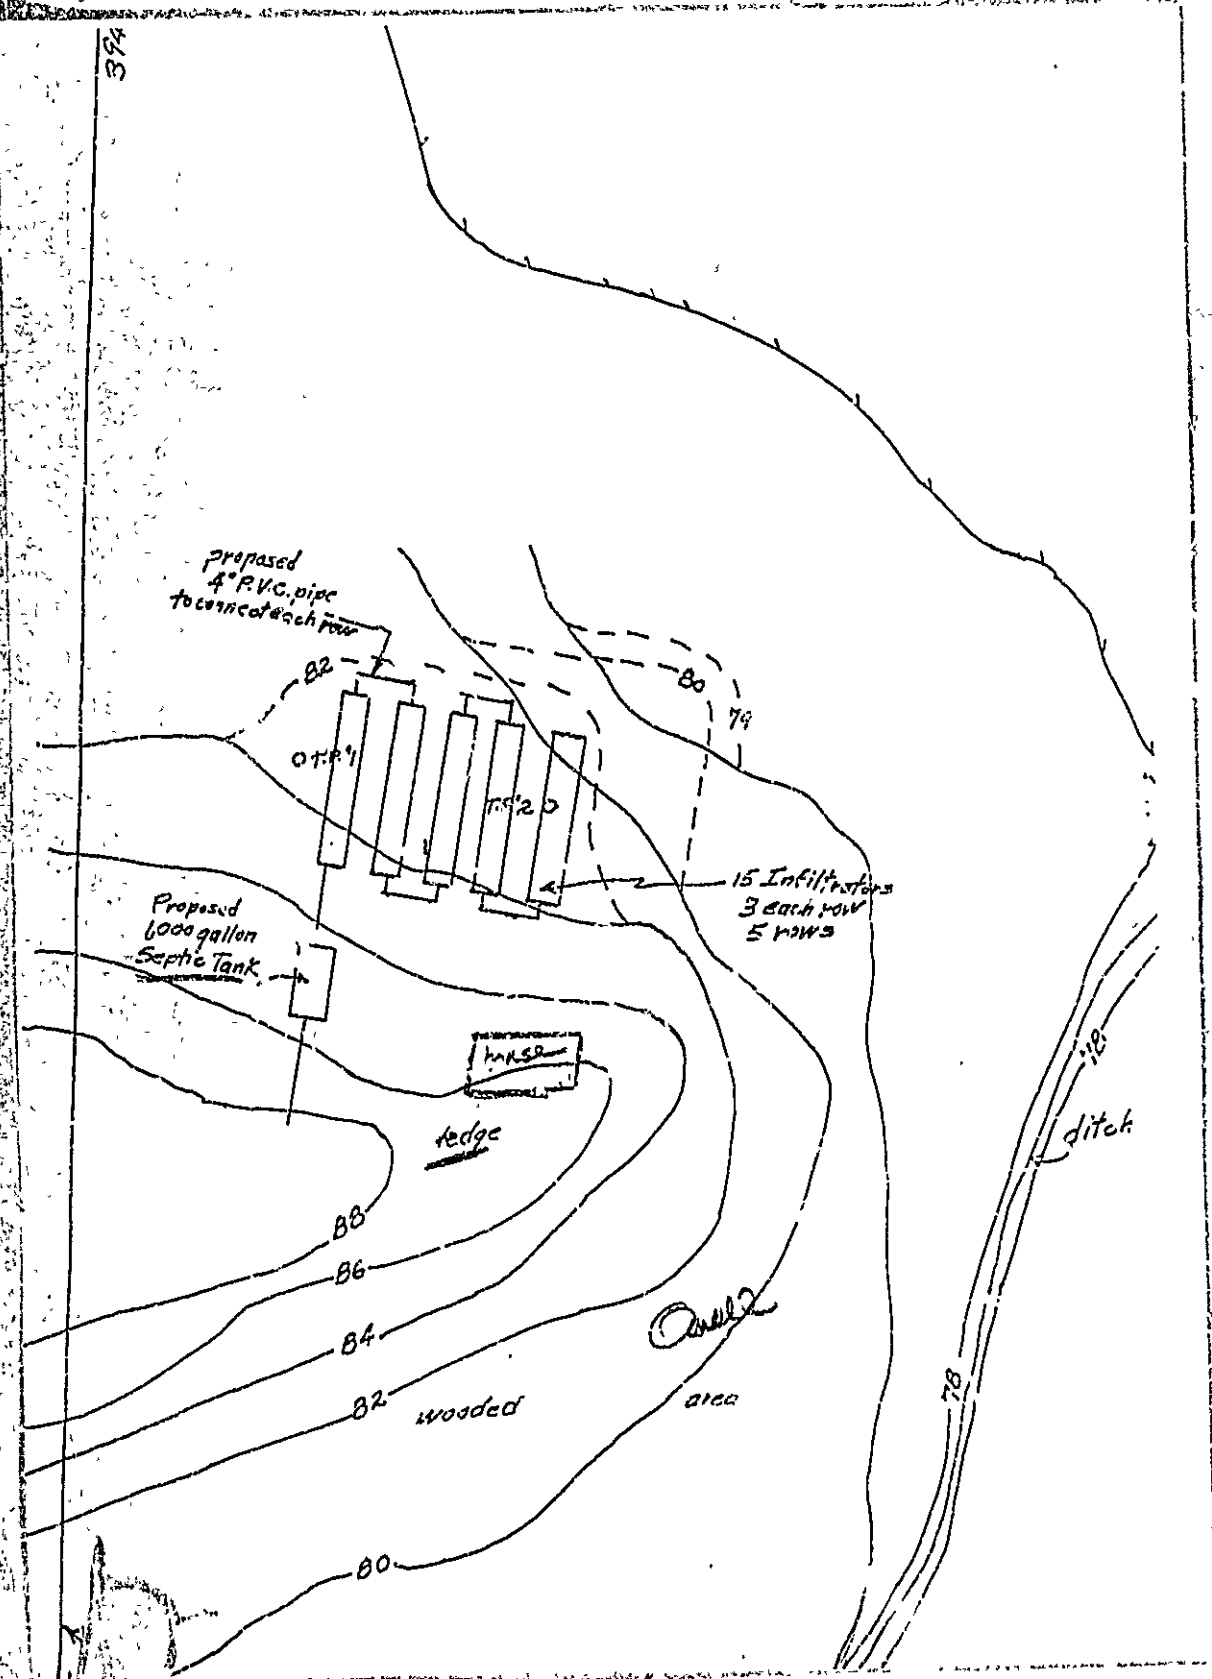 394
proposed
4" P.V.C. pipe
to connect each row
82
80
79
O T.P.#1
T.P.#2 O
15 Infiltrators
3 each row
5 rows
Proposed
1000 gallon
Septic Tank
house
ledge
78
ditch
88
86
84
82
wooded area
78
80